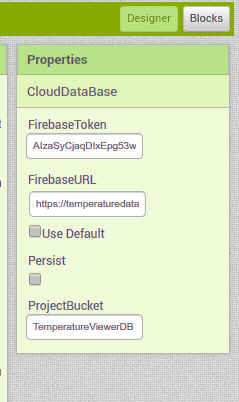 Designer Blocks
Properties
CloudDataBase
FirebaseToken
AIzaSyCjaqDIxEpg53w
FirebaseURL
https://temperaturedata
Use Default
Persist
ProjectBucket
TemperatureViewerDB